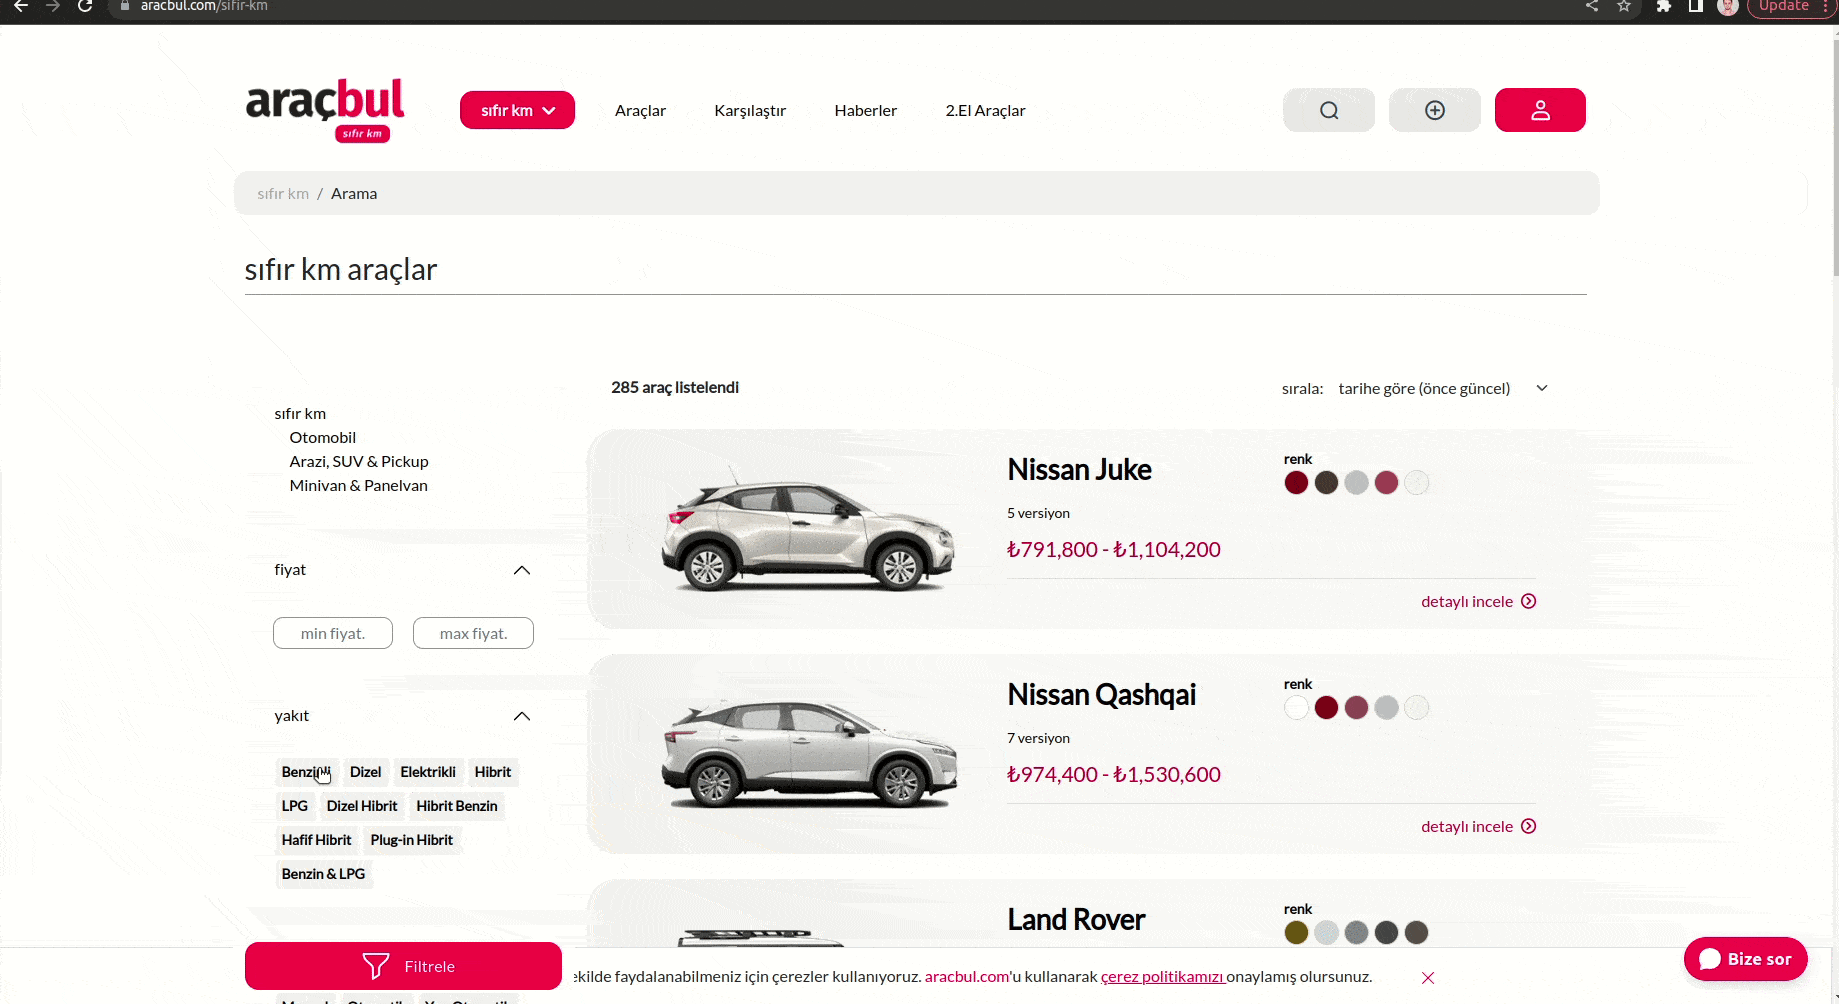 aracbul.com/sifir-km
Update
araçbul
sıfır km
sıfır km
Araçlar
Karşılaştır
Haberler
2.El Araçlar
sıfır km / Arama
sıfır km araçlar
285 araç listelendi
sırala: tarihe göre (önce güncel)
sıfır km
Otomobil
Arazi, SUV & Pickup
Minivan & Panelvan
fiyat
min fiyat.
max fiyat.
yakıt
Benzinli
Dizel
Elektrikli
Hibrit
LPG
Dizel Hibrit
Hibrit Benzin
Hafif Hibrit
Plug-in Hibrit
Benzin & LPG
Filtrele
Nissan Juke
5 versiyon
₺791,800 - ₺1,104,200
renk
detaylı incele
Nissan Qashqai
7 versiyon
₺974,400 - ₺1,530,600
renk
detaylı incele
Land Rover
renk
ekilde faydalanabilmeniz için çerezler kullanıyoruz. aracbul.com'u kullanarak çerez politikamızı onaylamış olursunuz.
Bize sor